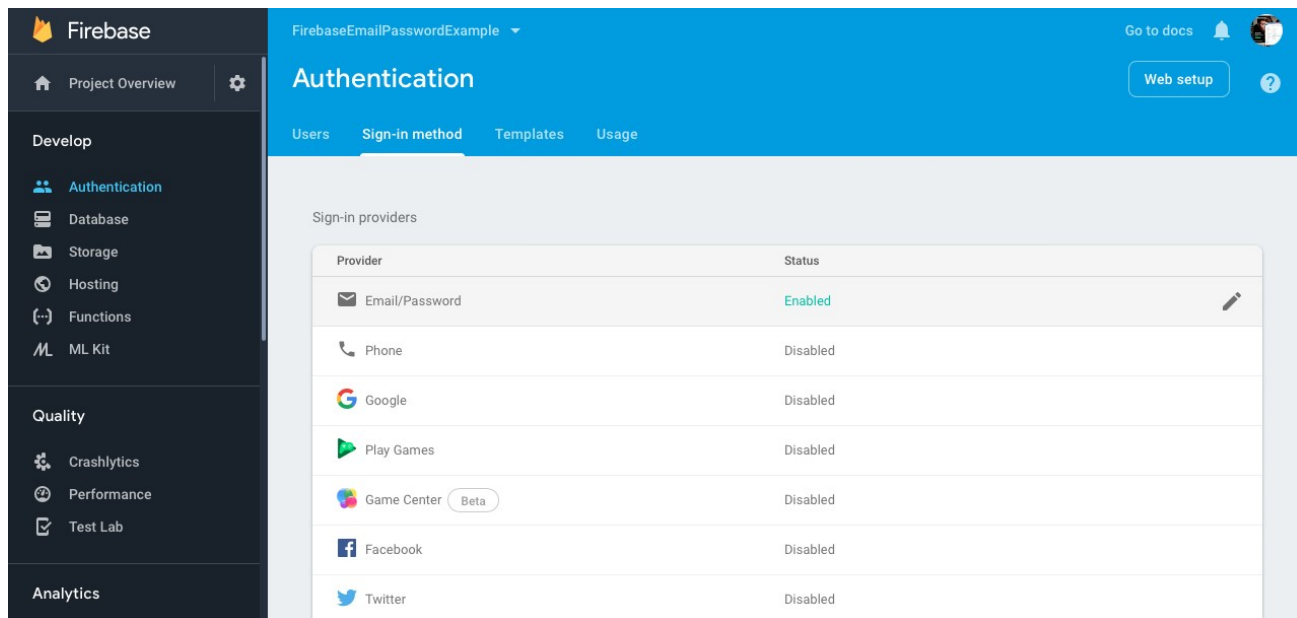 Firebase
Project Overview
Develop
Authentication
Database
Storage
Hosting
Functions
ML Kit
Quality
Crashlytics
Performance
Test Lab
Analytics
FirebaseEmailPasswordExample
Go to docs
Authentication
Web setup
Users Sign-in method Templates Usage
Sign-in providers
Provider Status
Email/Password Enabled
Phone Disabled
Google Disabled
Play Games Disabled
Game Center Beta Disabled
Facebook Disabled
Twitter Disabled